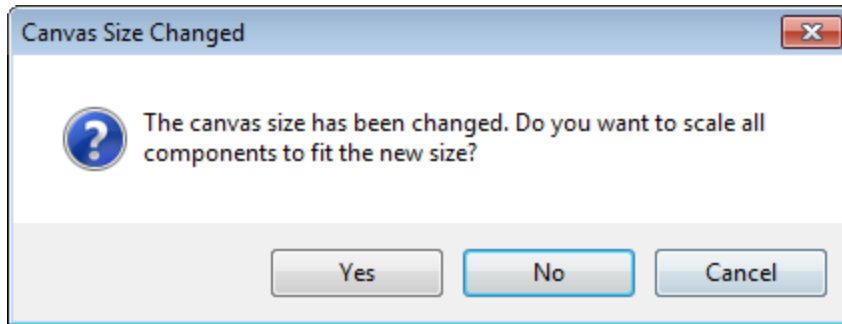 Canvas Size Changed
The canvas size has been changed. Do you want to scale all
components to fit the new size?
Yes No Cancel